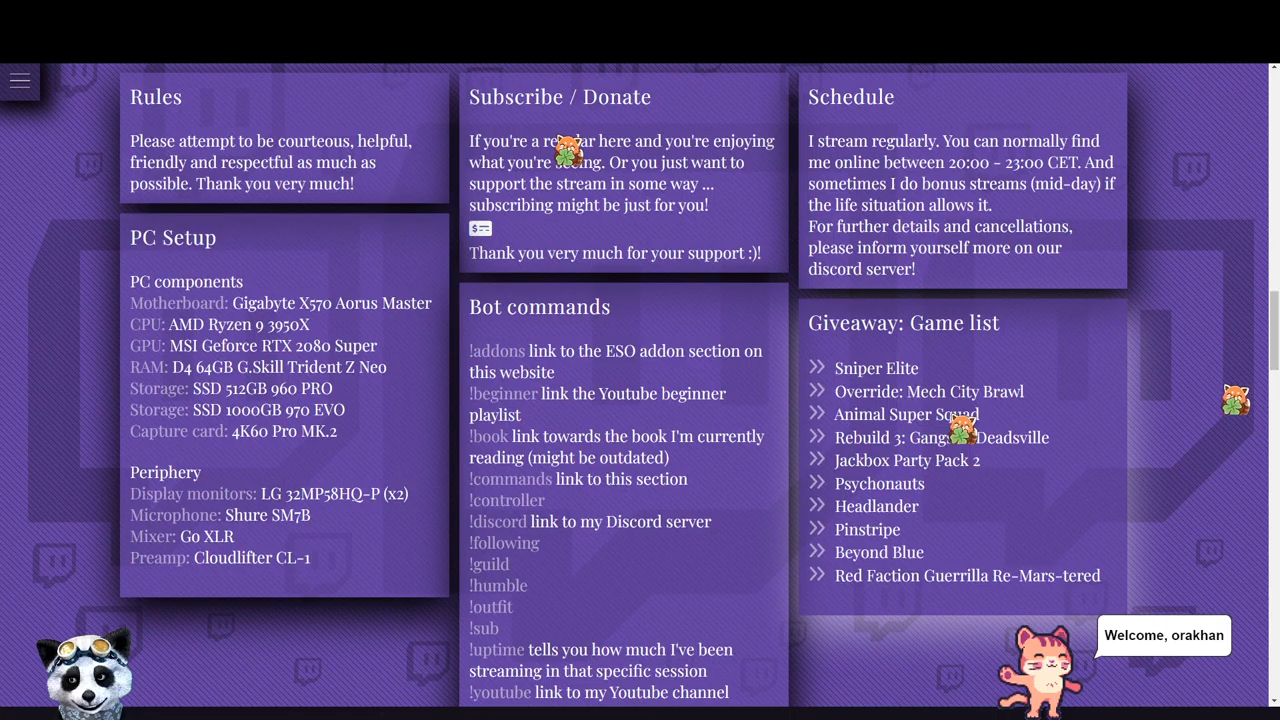 Rules
Please attempt to be courteous, helpful,
friendly and respectful as much as
possible. Thank you very much!
PC Setup
PC components
Motherboard: Gigabyte X570 Aorus Master
CPU: AMD Ryzen 9 3950X
GPU: MSI Geforce RTX 2080 Super
RAM: D4 64GB G.Skill Trident Z Neo
Storage: SSD 512GB 960 PRO
Storage: SSD 1000GB 970 EVO
Capture card: 4K60 Pro MK.2
Periphery
Display monitors: LG 32MP58HQ-P (x2)
Microphone: Shure SM7B
Mixer: Go XLR
Preamp: Cloudlifter CL-1
Subscribe / Donate
If you're a here and you're enjoying
what you're seeing. Or you just want to
support the stream in some way ...
subscribing might be just for you!
Thank you very much for your support :)!
Bot commands
!addons link to the ESO addon section on
this website
!beginner link the Youtube beginner
playlist
!book link towards the book I'm currently
reading (might be outdated)
!commands link to this section
!controller
!discord link to my Discord server
!following
!guild
!humble
!outfit
!sub
!uptime tells you how much I've been
streaming in that specific session
!youtube link to my Youtube channel
Schedule
I stream regularly. You can normally find
me online between 20:00 - 23:00 CET. And
sometimes I do bonus streams (mid-day) if
the life situation allows it.
For further details and cancellations,
please inform yourself more on our
discord server!
Giveaway: Game list
Sniper Elite
Override: Mech City Brawl
Animal Super Squad
Rebuild 3: Deadsville
Jackbox Party Pack 2
Psychonauts
Headlander
Pinstripe
Beyond Blue
Red Faction Guerrilla Re-Mars-tered
Welcome, orakhan